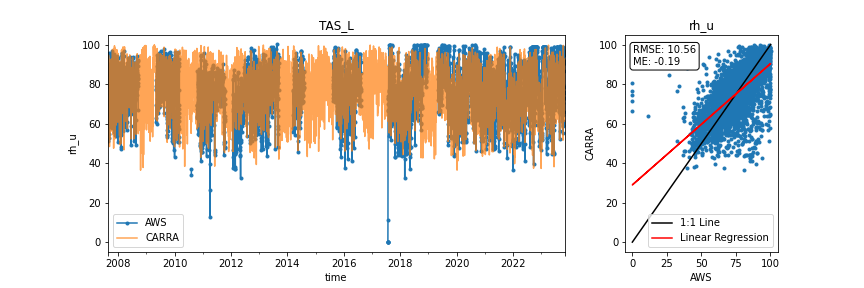 TAS_L
rh_u
100
80
60
40
20
0
2008
2010
2012
2014
2016
2018
2020
2022
time
AWS
CARRA
rh_u
CARRA
100
80
60
40
20
0
0
25
50
75
100
AWS
RMSE: 10.56
ME: -0.19
1:1 Line
Linear Regression